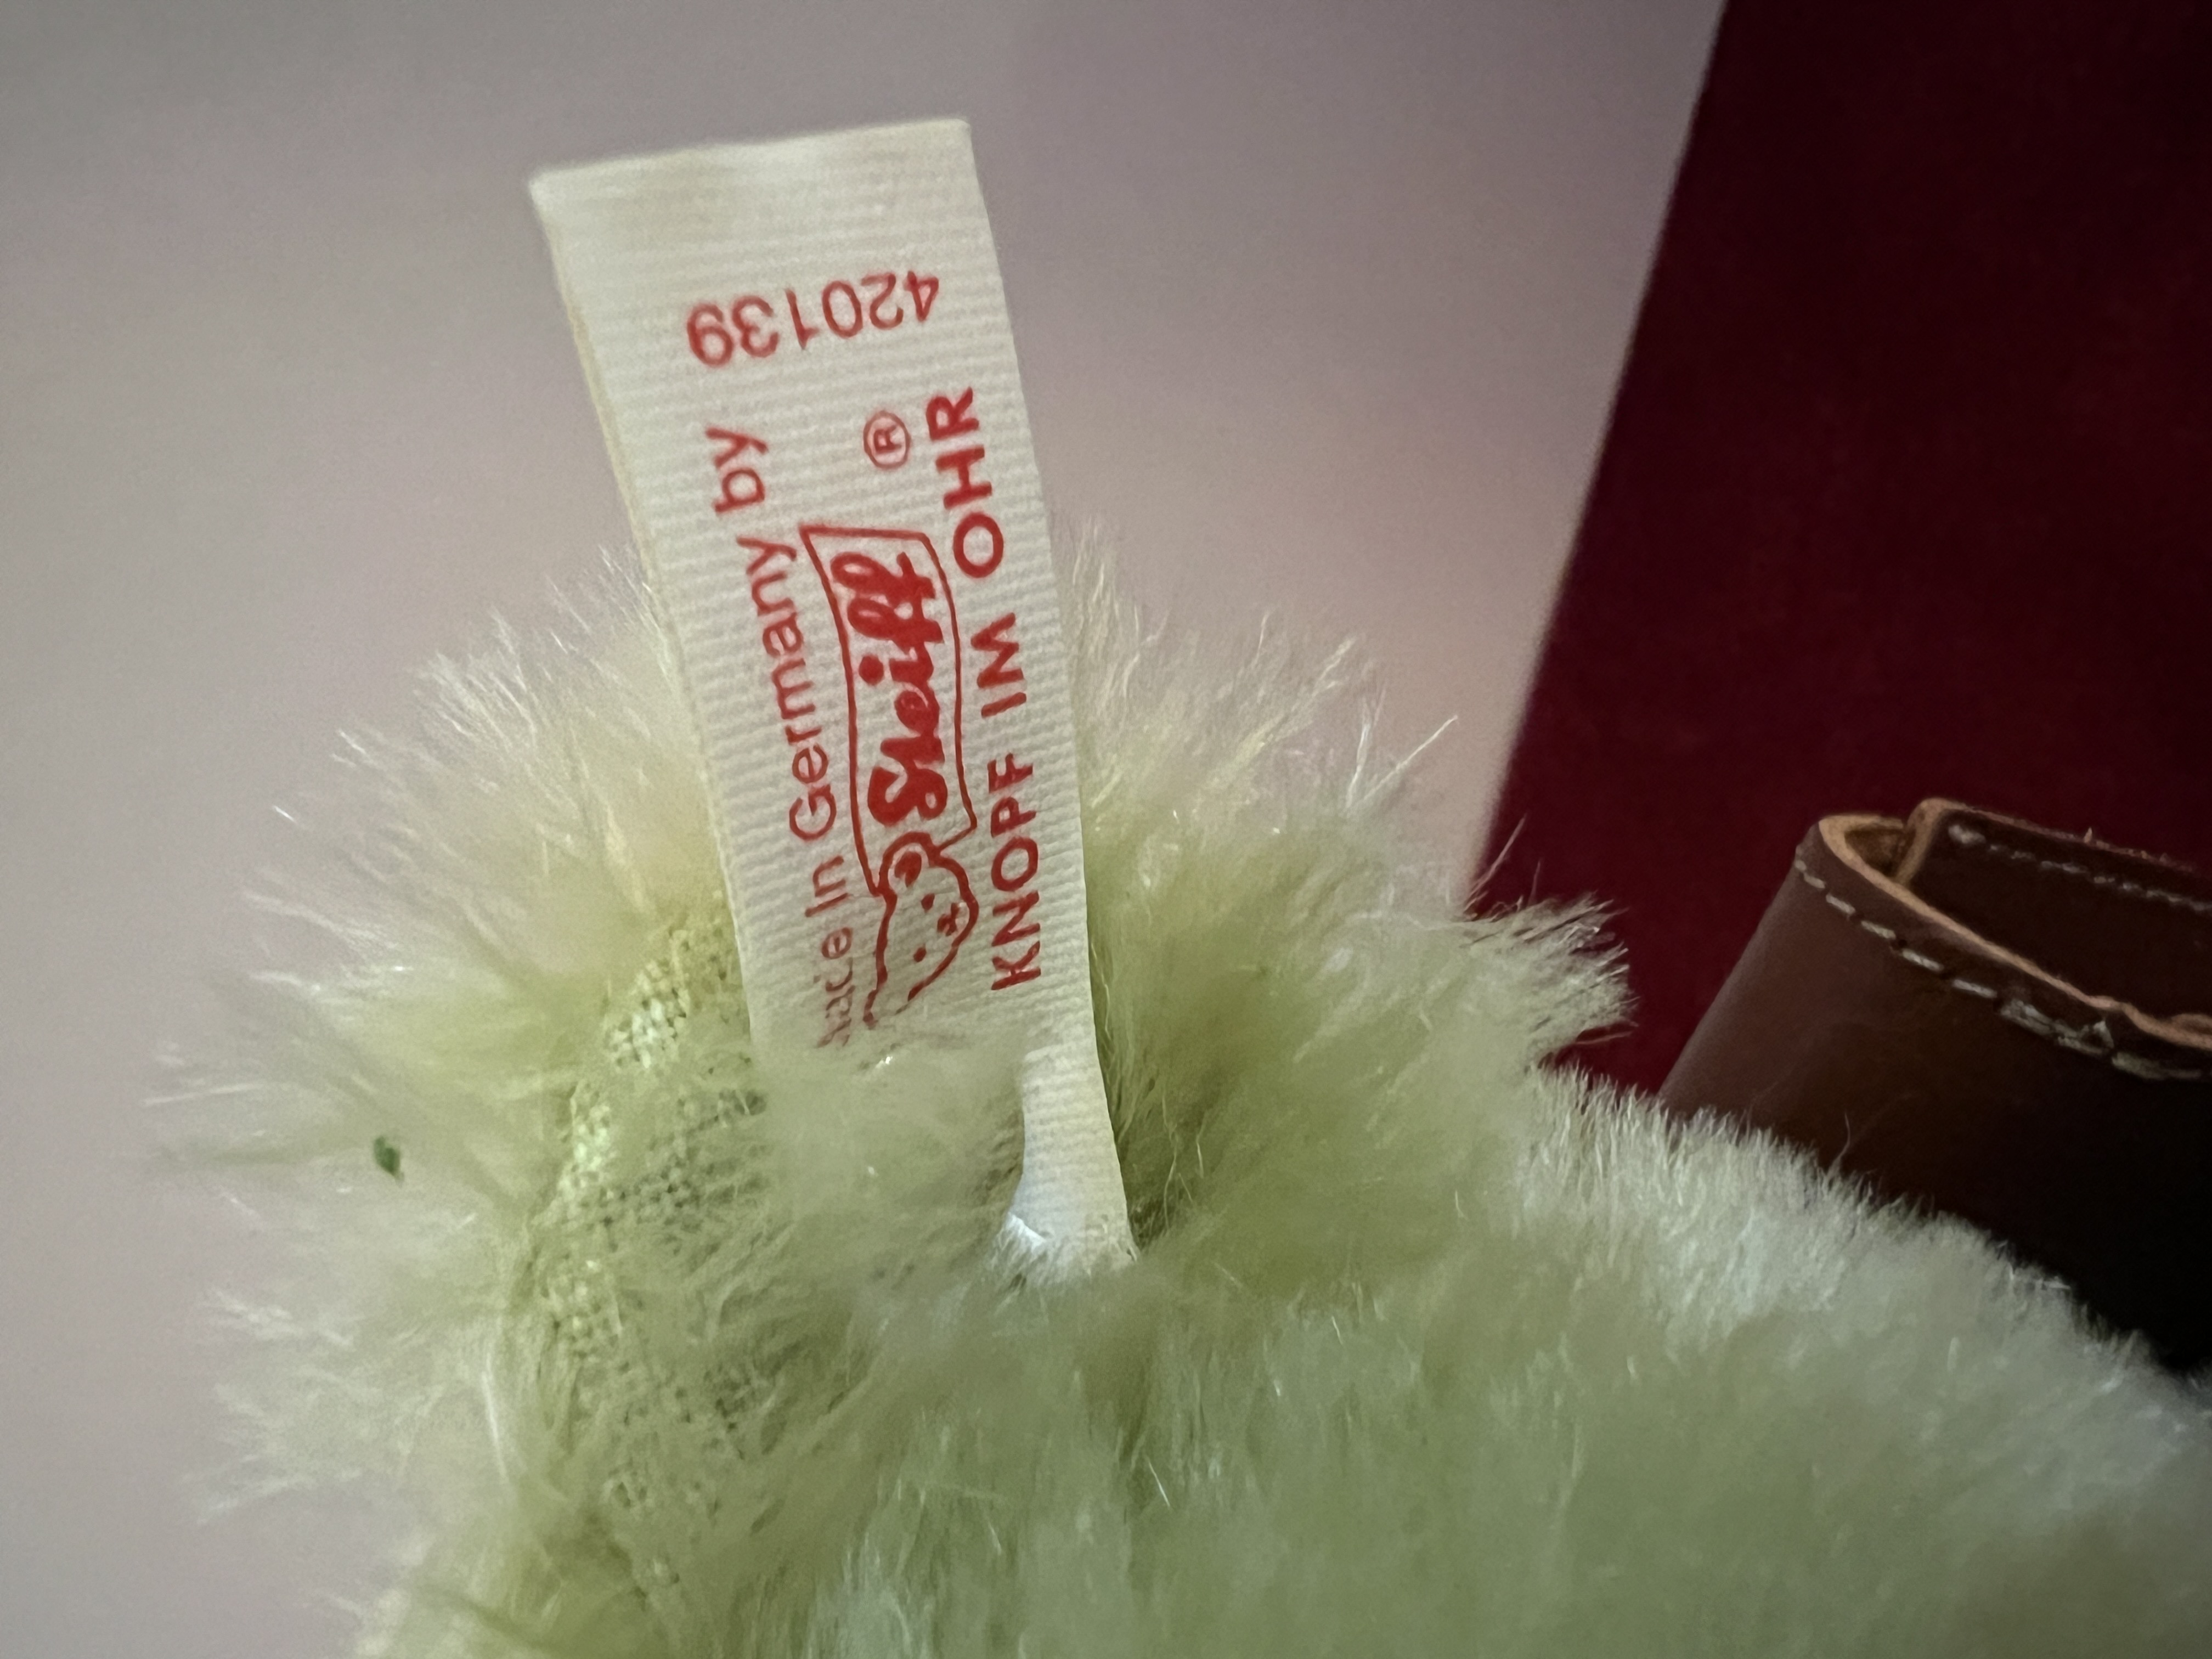 420139
Made in Germany by
Steiff ®
KNOPF IM OHR